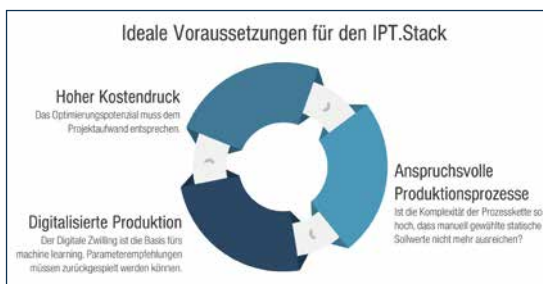 Ideale Voraussetzungen für den IPT.Stack
Hoher Kostendruck
Das Optimierungspotenzial muss dem
Projektaufwand entsprechen.
Anspruchsvolle
Produktionsprozesse
Ist die Komplexität der Prozesskette so
hoch, dass manuell gewählte statische
Sollwerte nicht mehr ausreichen?
Digitalisierte Produktion
Der Digitale Zwilling ist die Basis fürs
machine learning. Parameterempfehlungen
müssen zurückgespielt werden können.